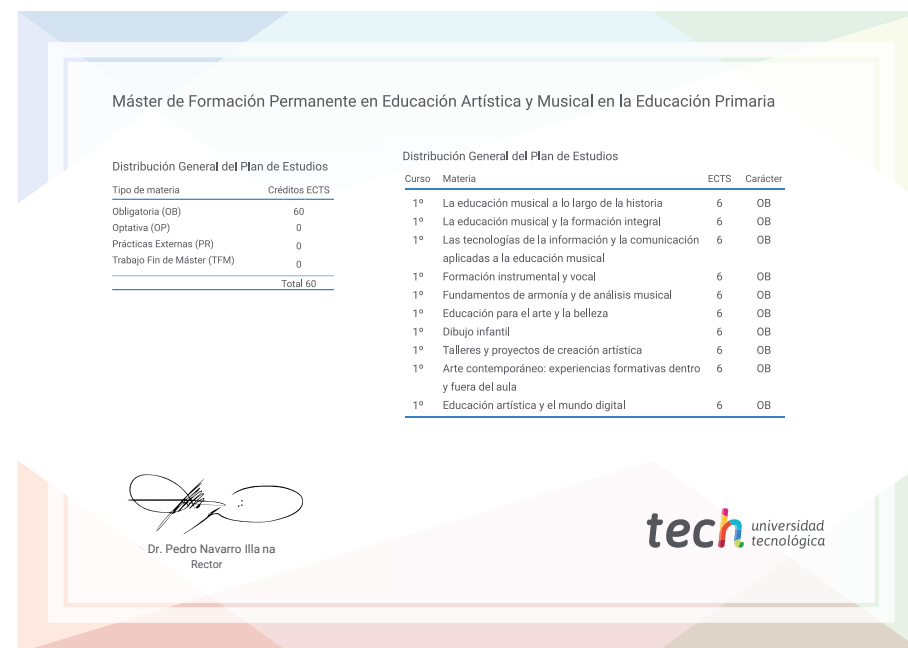 Máster de Formación Permanente en Educación Artística y Musical en la Educación Primaria
Distribución General del Plan de Estudios
Tipo de materia Créditos ECTS
Obligatoria (OB) 60
Optativa (OP) 0
Prácticas Externas (PR) 0
Trabajo Fin de Máster (TFM) 0
Total 60
Distribución General del Plan de Estudios
Curso Materia ECTS Carácter
1º La educación musical a lo largo de la historia 6 OB
1º La educación musical y la formación integral 6 OB
1º Las tecnologías de la información y la comunicación 6 OB
aplicadas a la educación musical
1º Formación instrumental y vocal 6 OB
1º Fundamentos de armonía y de análisis musical 6 OB
1º Educación para el arte y la belleza 6 OB
1º Dibujo infantil 6 OB
1º Talleres y proyectos de creación artística 6 OB
1º Arte contemporáneo: experiencias formativas dentro 6 OB
y fuera del aula
1º Educación artística y el mundo digital 6 OB
Dr. Pedro Navarro Illa na
Rector
tech universidad
tecnológica